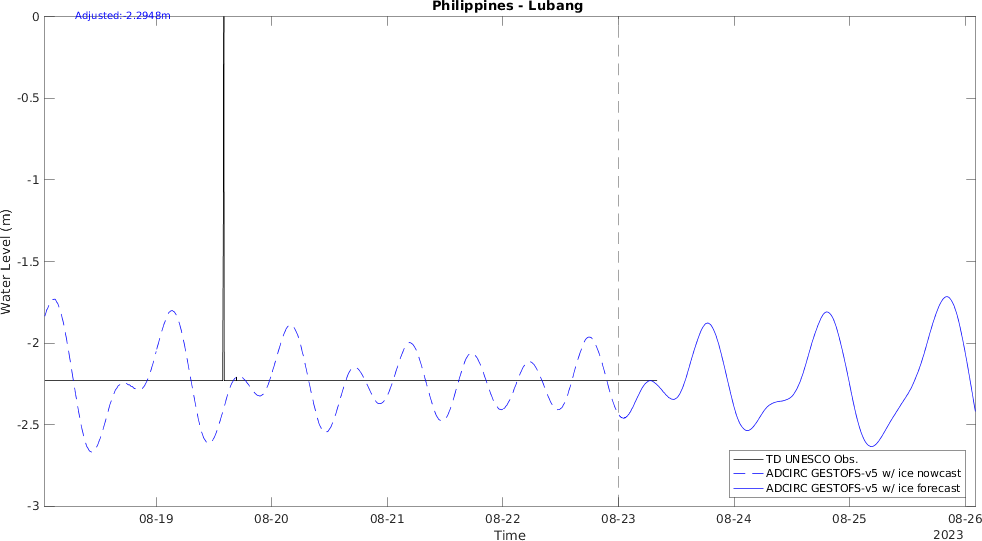 Philippines - Lubang
Adjusted:-2.2948m
0
-0.5
-1
-1.5
-2
-2.5
-3
Water Level (m)
08-19
08-20
08-21
08-22
08-23
08-24
08-25
08-26
Time
2023
TD UNESCO Obs.
ADCIRC GESTOFS-v5 w/ ice nowcast
ADCIRC GESTOFS-v5 w/ ice forecast